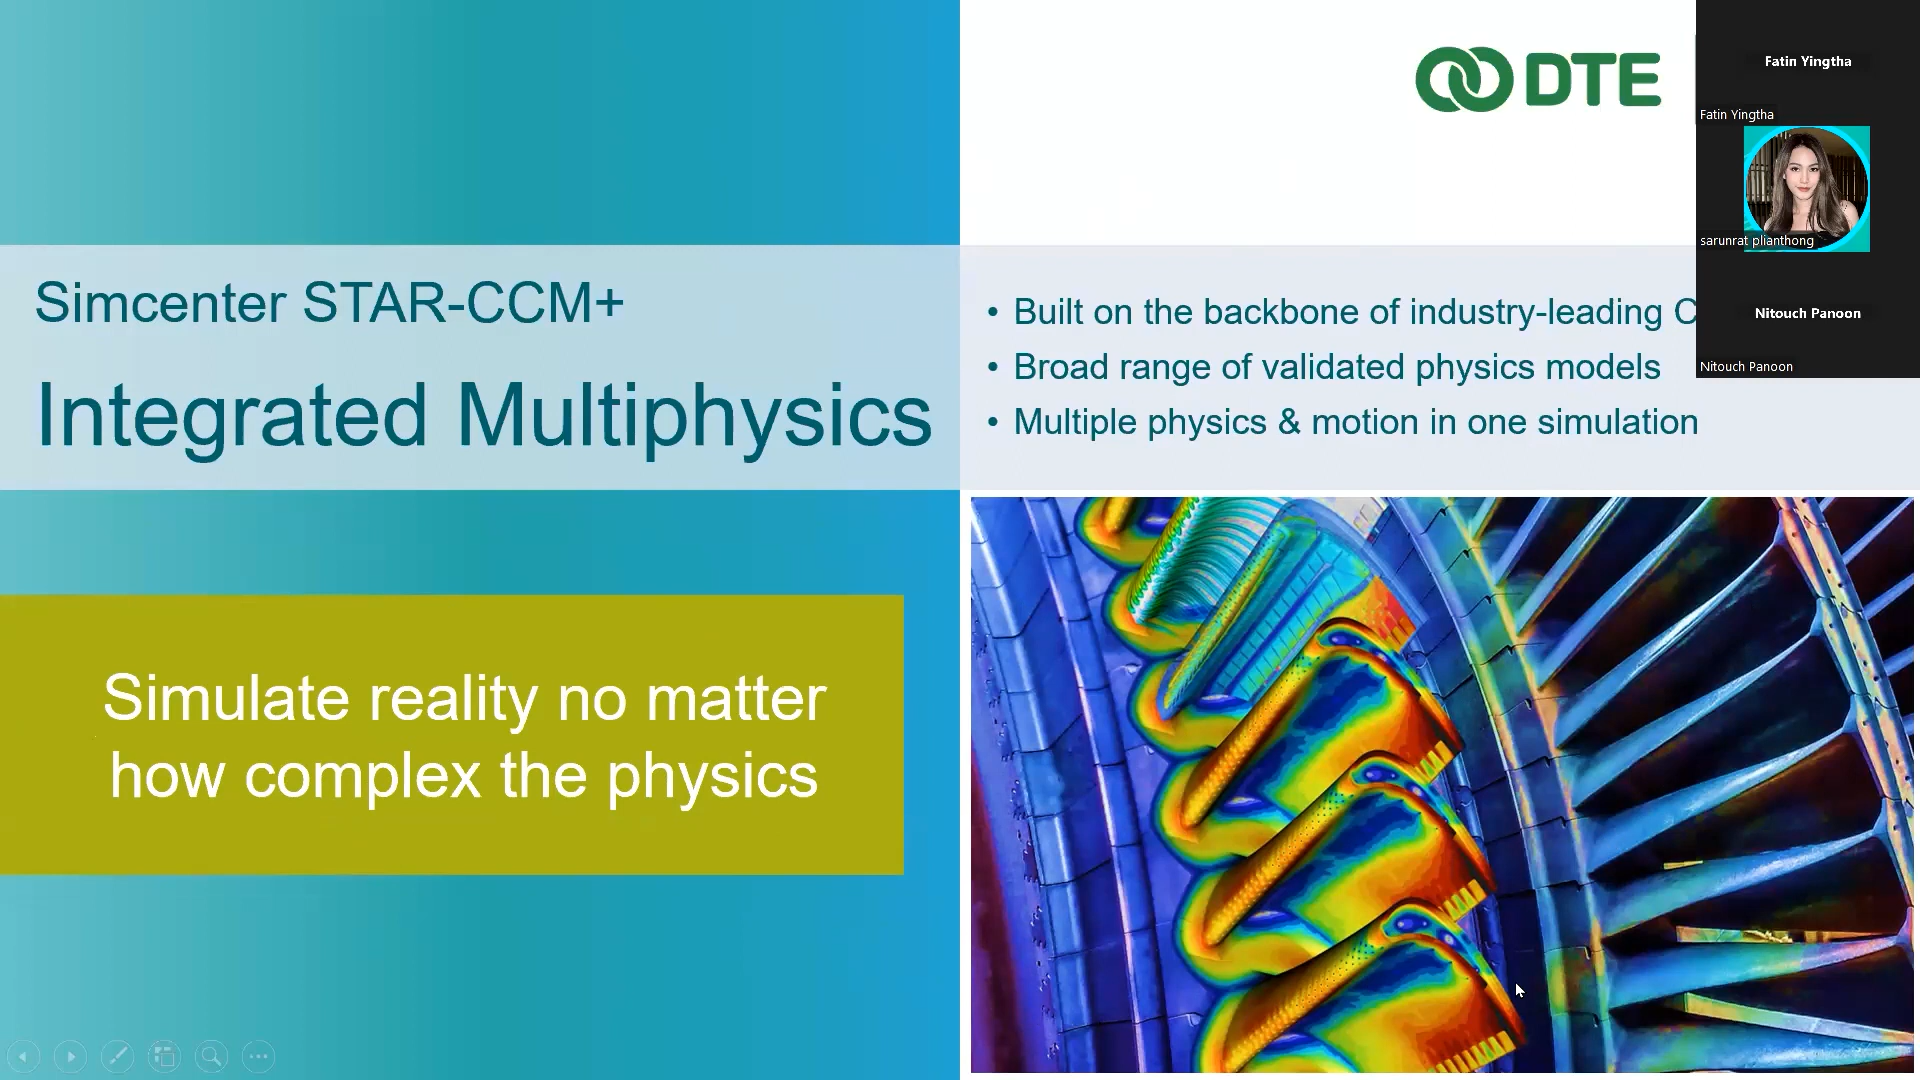 DTE
Simcenter STAR-CCM+
Integrated Multiphysics
• Built on the backbone of industry-leading C
• Broad range of validated physics models
• Multiple physics & motion in one simulation
Simulate reality no matter
how complex the physics
Fatin Yingtha
Fatin Yingtha
sarunrat plianthong
Nitouch Panoon
Nitouch Panoon